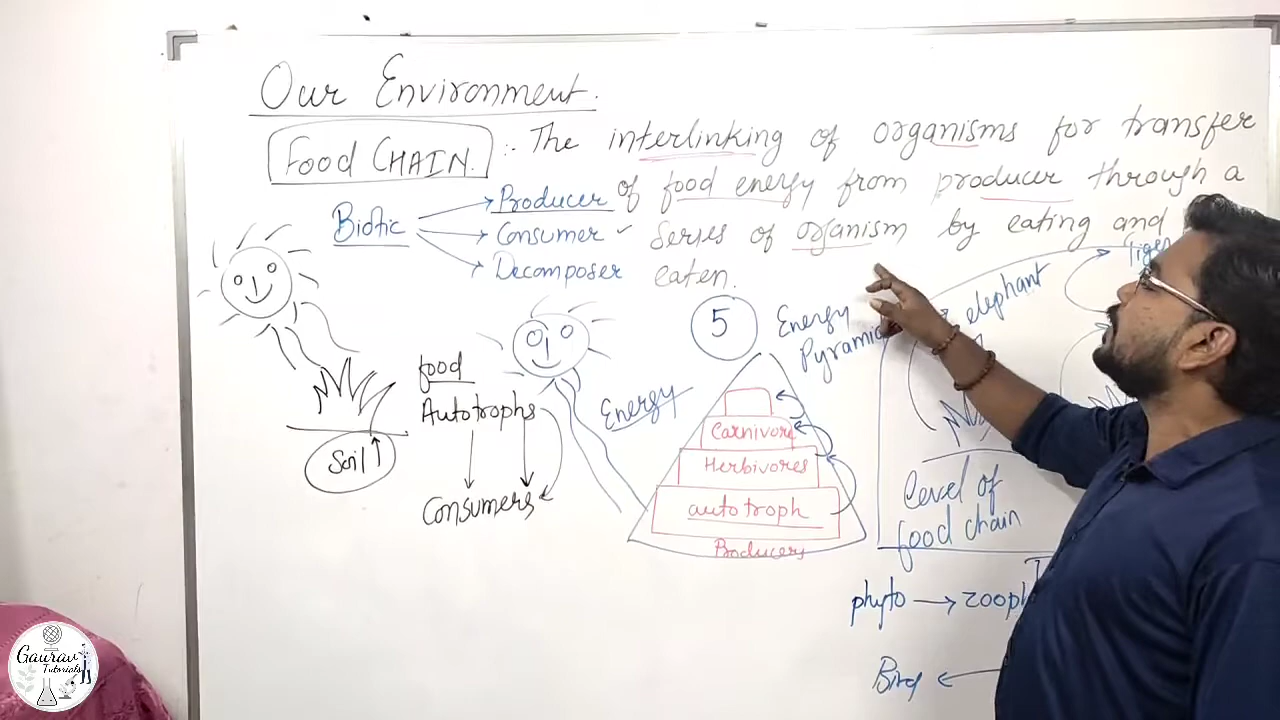 Our Environment.
FOOD CHAIN. :- The interlinking of organisms for transfer
of food energy from producer through a
series of organism by eating and
eaten.
Biotic
Producer
Consumer
Decomposer
Soil
food
Autotrophs
Consumers
Energy
5
Energy
Pyramid
Carnivore
Herbivores
autotroph
Producers
elephant
Tiger
Level of
food chain
phyto → zoopl
Bird
Gaurav
Tutorials